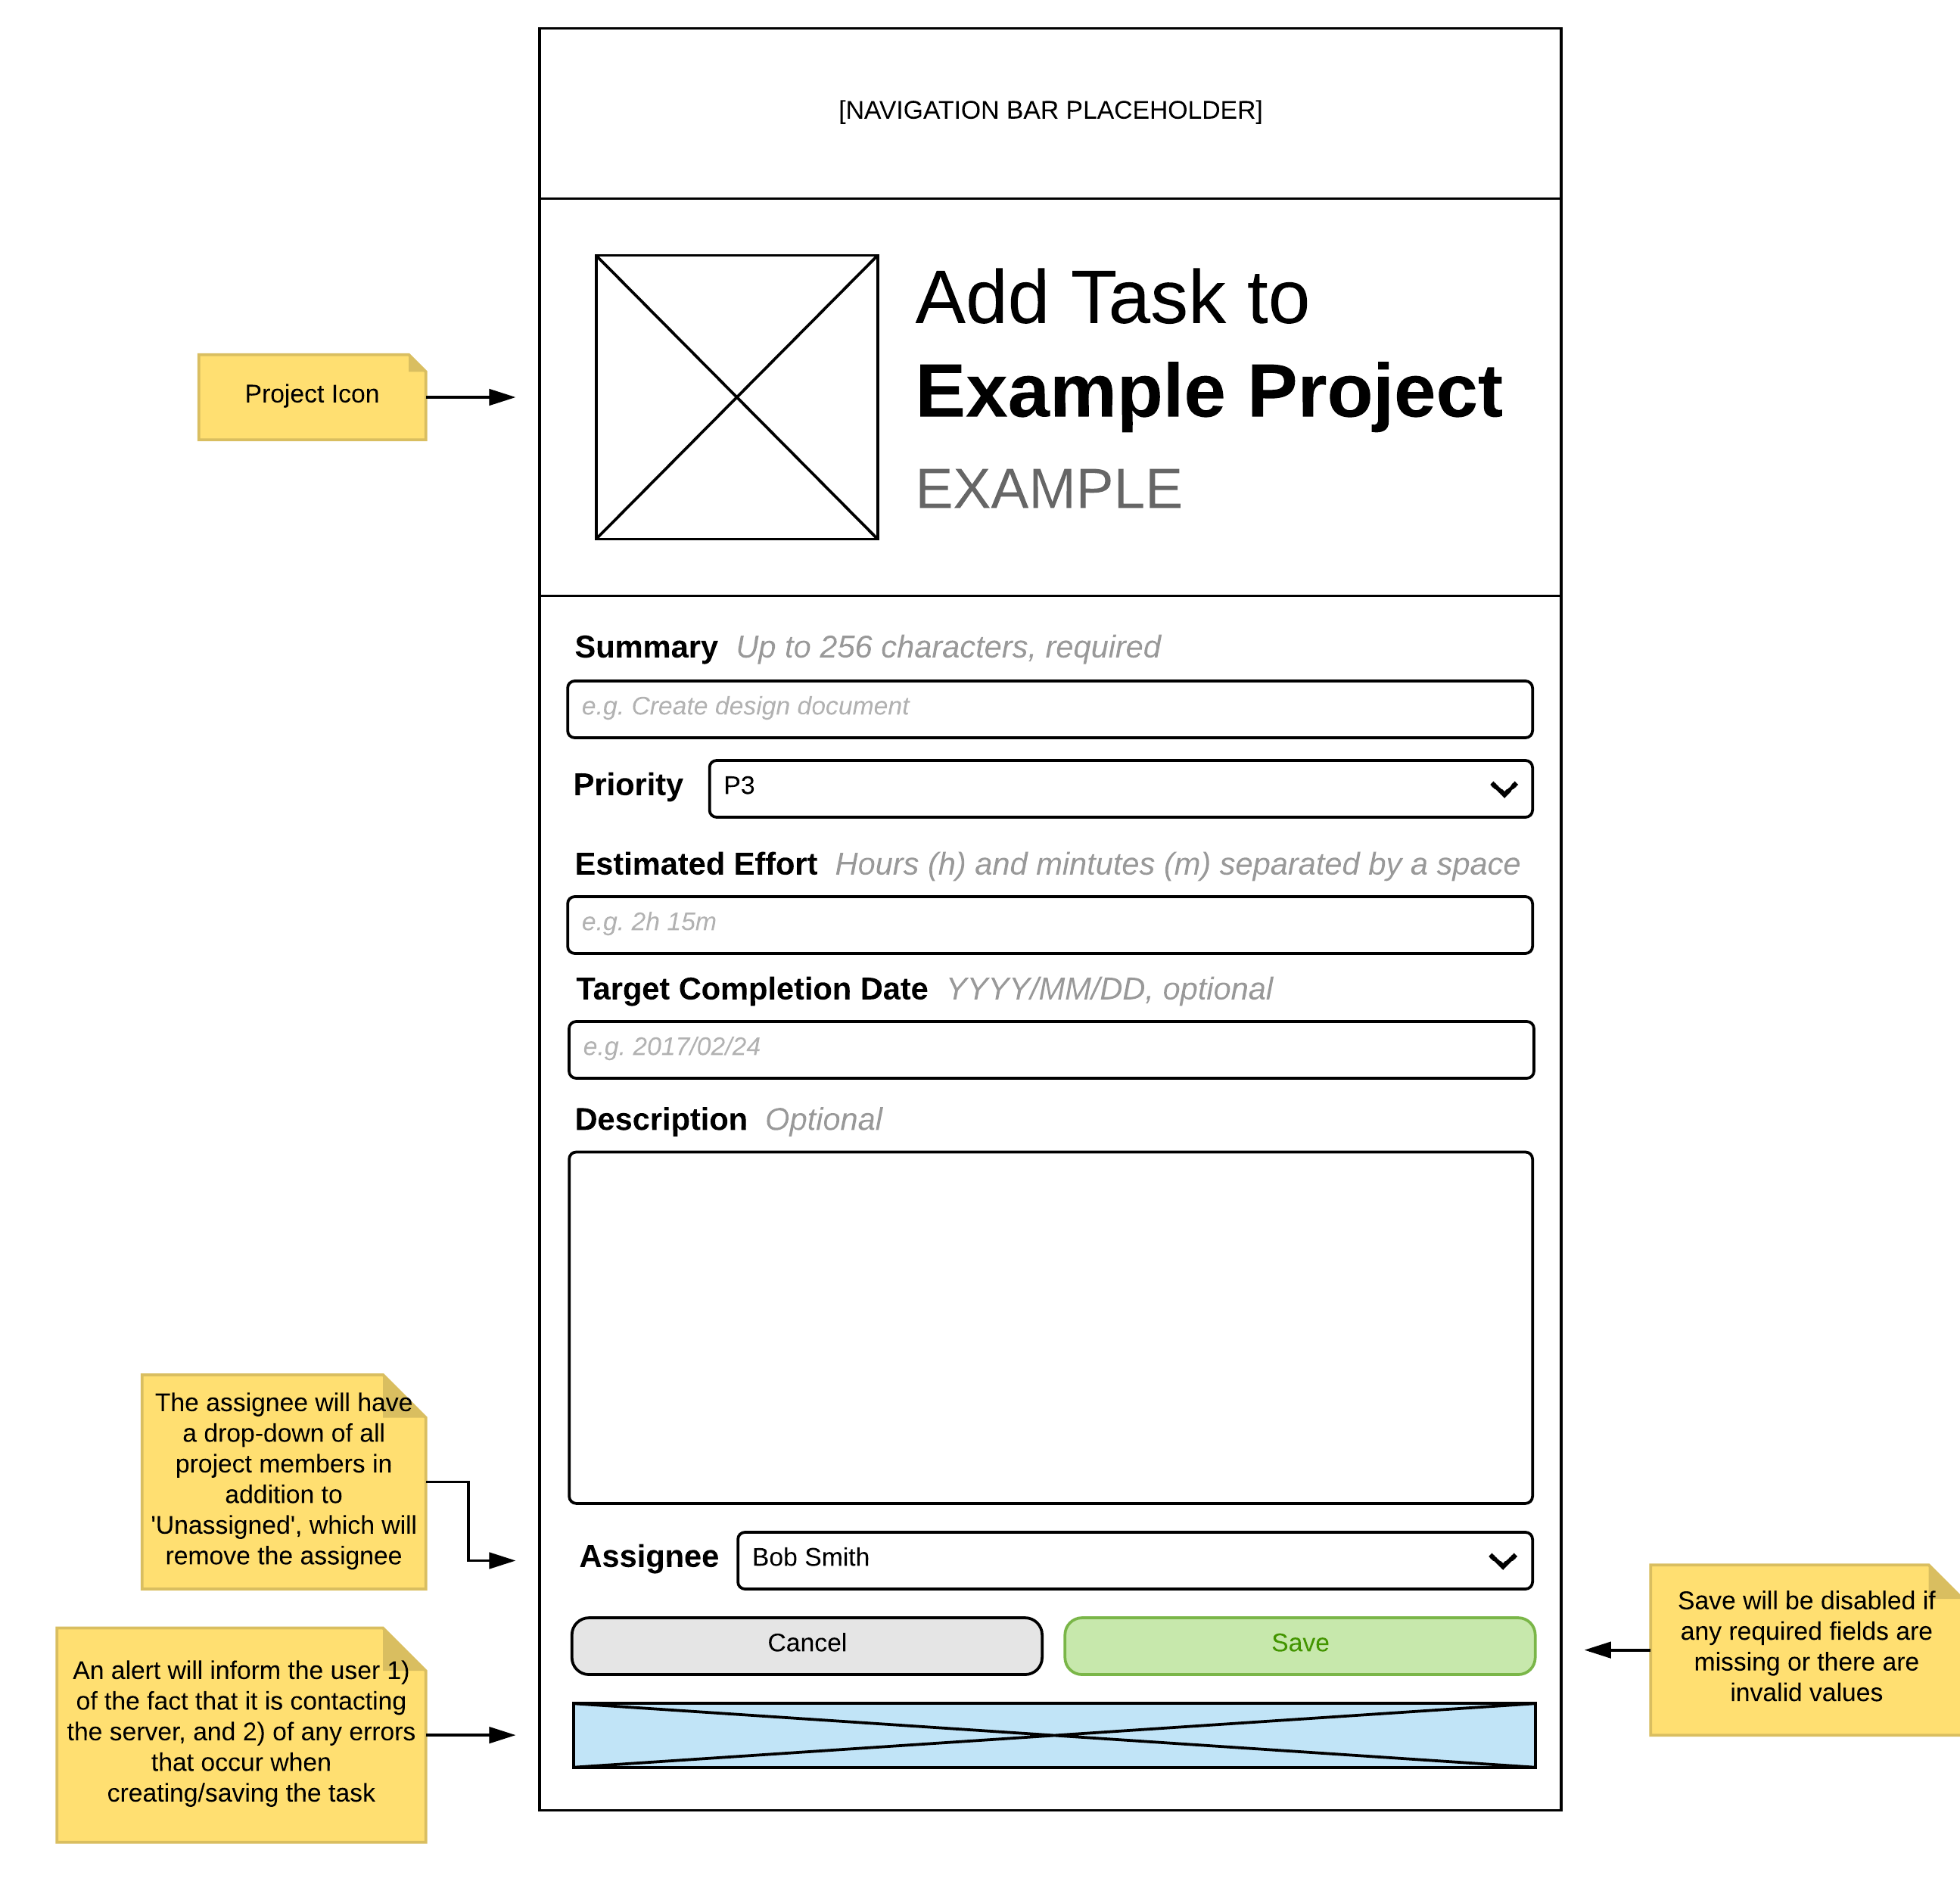 [NAVIGATION BAR PLACEHOLDER]
Add Task to
Example Project
EXAMPLE
Project Icon
Summary Up to 256 characters, required
e.g. Create design document
Priority P3
Estimated Effort Hours (h) and mintutes (m) separated by a space
e.g. 2h 15m
Target Completion Date YYYY/MM/DD, optional
e.g. 2017/02/24
Description Optional
The assignee will have
a drop-down of all
project members in
addition to
'Unassigned', which will
remove the assignee
Assignee Bob Smith
Cancel Save
Save will be disabled if
any required fields are
missing or there are
invalid values
An alert will inform the user 1)
of the fact that it is contacting
the server, and 2) of any errors
that occur when
creating/saving the task